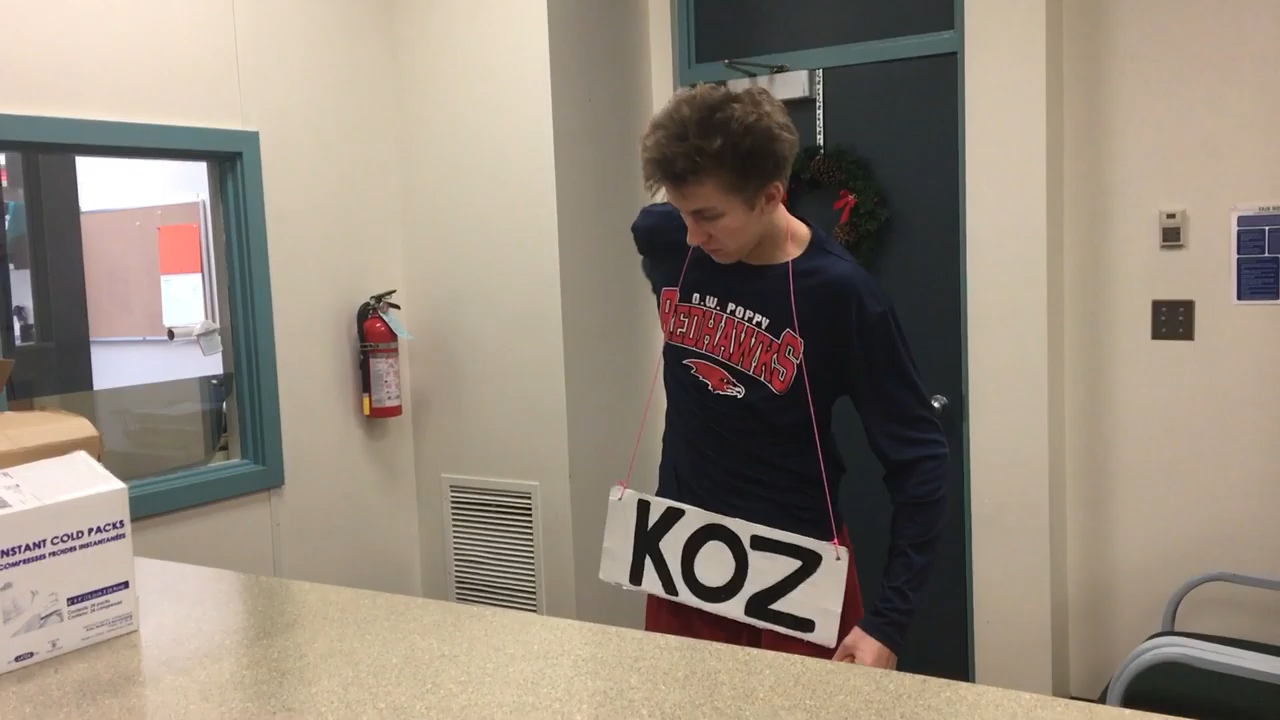 D.W. POPPY
REDHAWKS
KOZ
INSTANT COLD PACKS
COMPRESSES FROIDES INSTANTANÉES